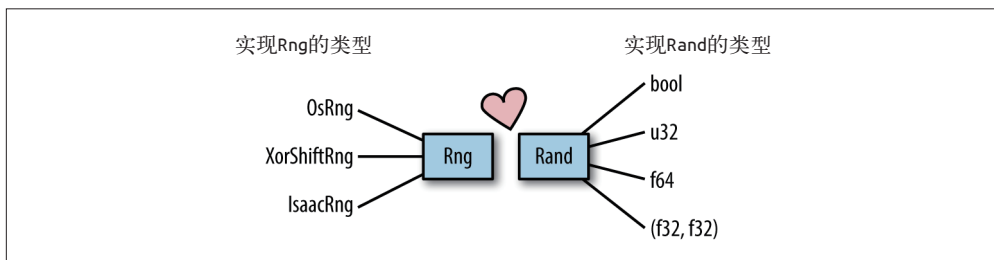 实现Rng的类型
实现Rand的类型
OsRng
XorShiftRng
IsaacRng
Rng
Rand
bool
u32
f64
(f32, f32)